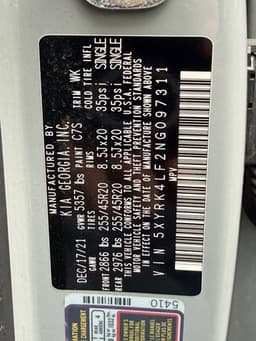 MANUFACTURED BY
KIA GEORGIA, INC.
DEC/17/21 GVWR 5357 lbs PAINT C7S TRIM WK
TIRES RIMS COLD TIRE INFL
FRONT 2866 lbs 255/45R20 8.5Jx20 35psi SINGLE
REAR 2976 lbs 255/45R20 8.5Jx20 35psi SINGLE
THIS VEHICLE CONFORMS TO ALL APPLICABLE U.S.A. FEDERAL
MOTOR VEHICLE SAFETY AND THEFT PREVENTION STANDARDS
IN EFFECT ON THE DATE OF MANUFACTURE SHOWN ABOVE.
VIN 5XYRK4LF2NG097311
MPV
5410